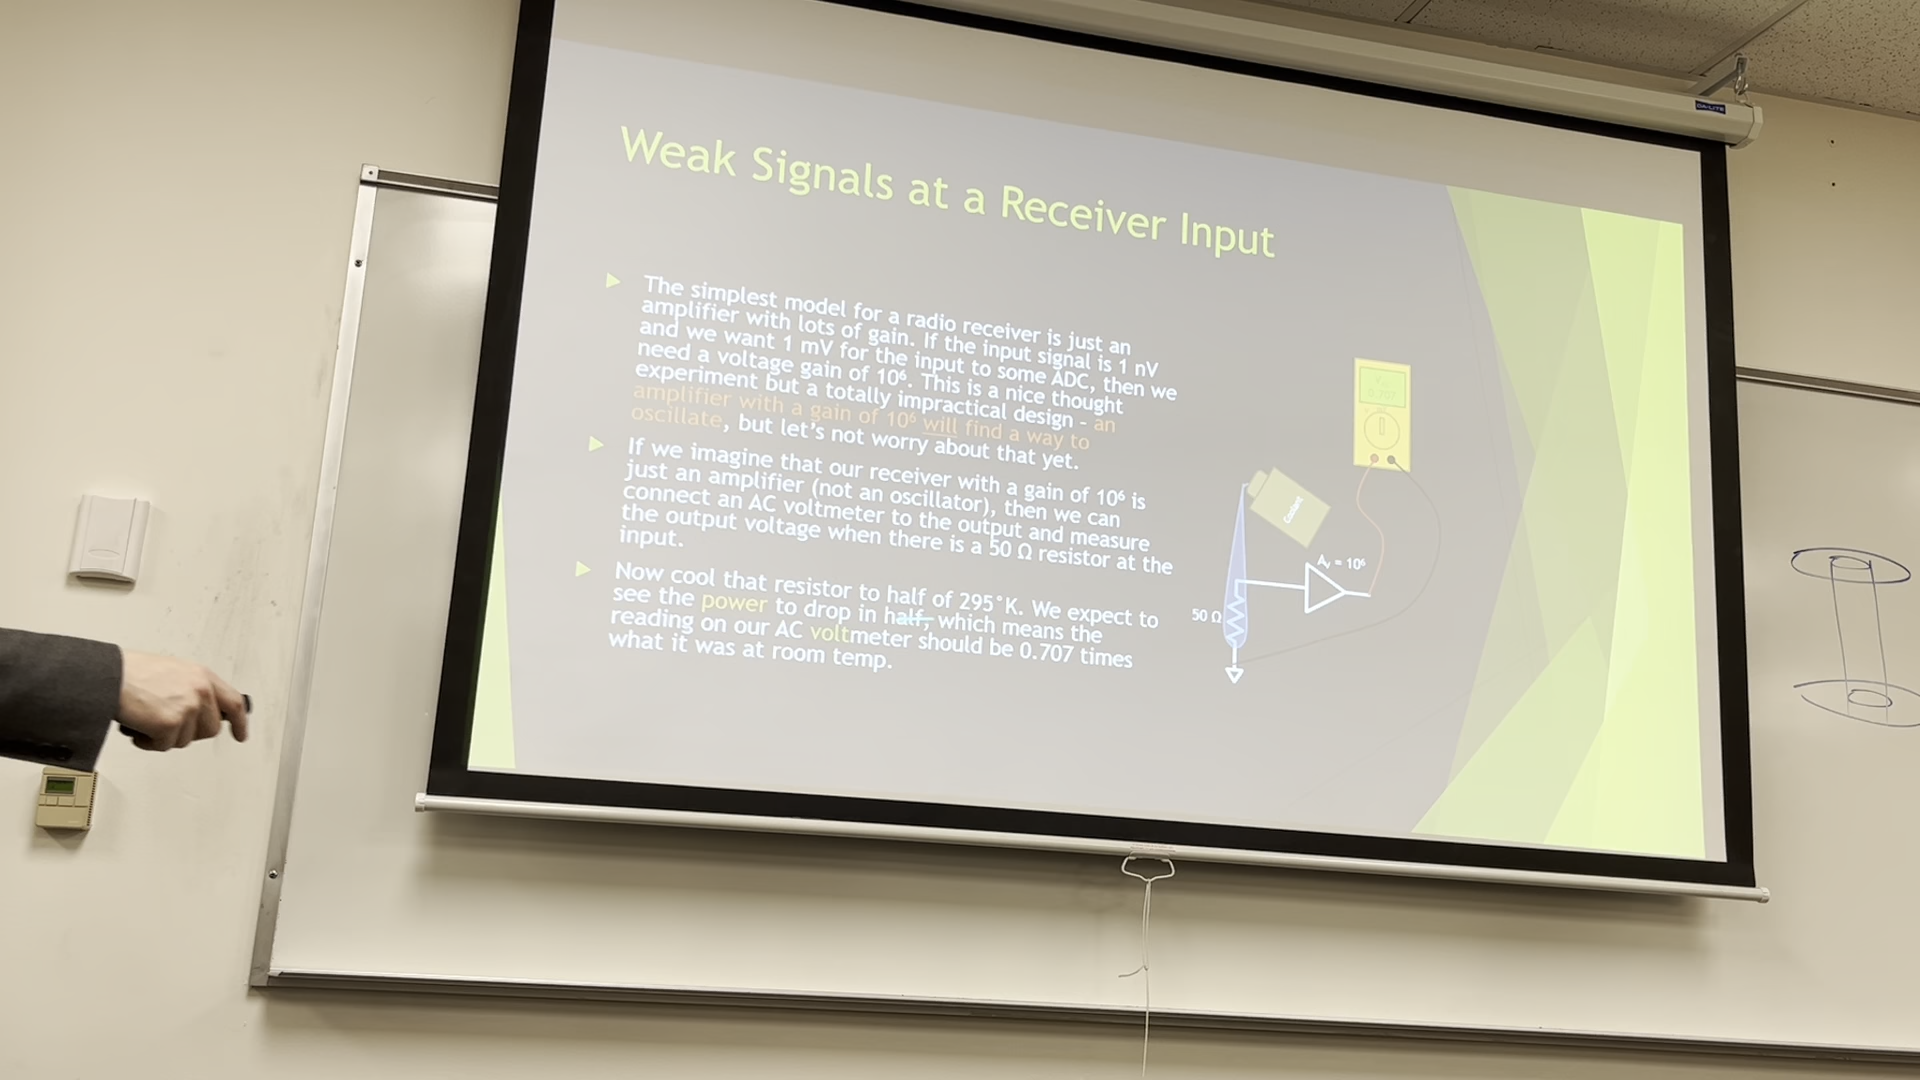 DA-LITE
Weak Signals at a Receiver Input
The simplest model for a radio receiver is just an
amplifier with lots of gain. If the input signal is 1 nV
and we want 1 mV for the input to some ADC, then we
need a voltage gain of 10⁶. This is a nice thought
experiment but a totally impractical design - an
amplifier with a gain of 10⁶ will find a way to
oscillate, but let's not worry about that yet.
If we imagine that our receiver with a gain of 10⁶ is
just an amplifier (not an oscillator), then we can
connect an AC voltmeter to the output and measure
the output voltage when there is a 50 Ω resistor at the
input.
Now cool that resistor to half of 295°K. We expect to
see the power to drop in half, which means the
reading on our AC voltmeter should be 0.707 times
what it was at room temp.
0.707
Coolant
Aᵥ = 10⁶
50 Ω